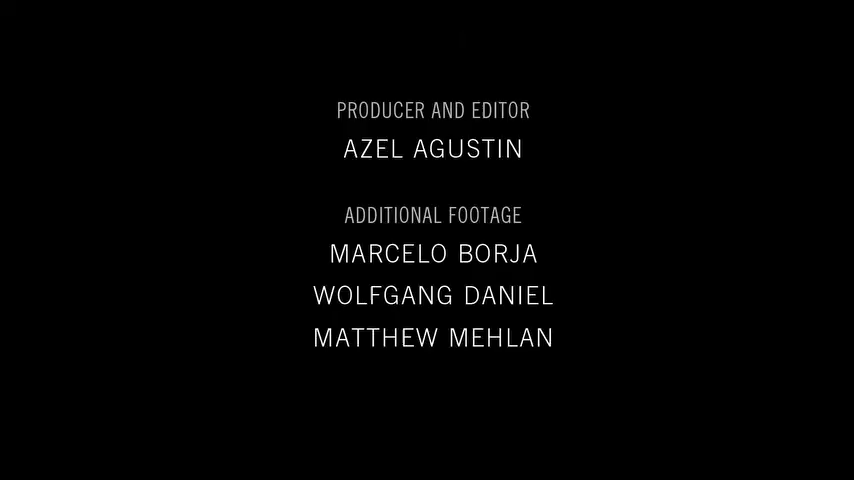 PRODUCER AND EDITOR
AZEL AGUSTIN
ADDITIONAL FOOTAGE
MARCELO BORJA
WOLFGANG DANIEL
MATTHEW MEHLAN